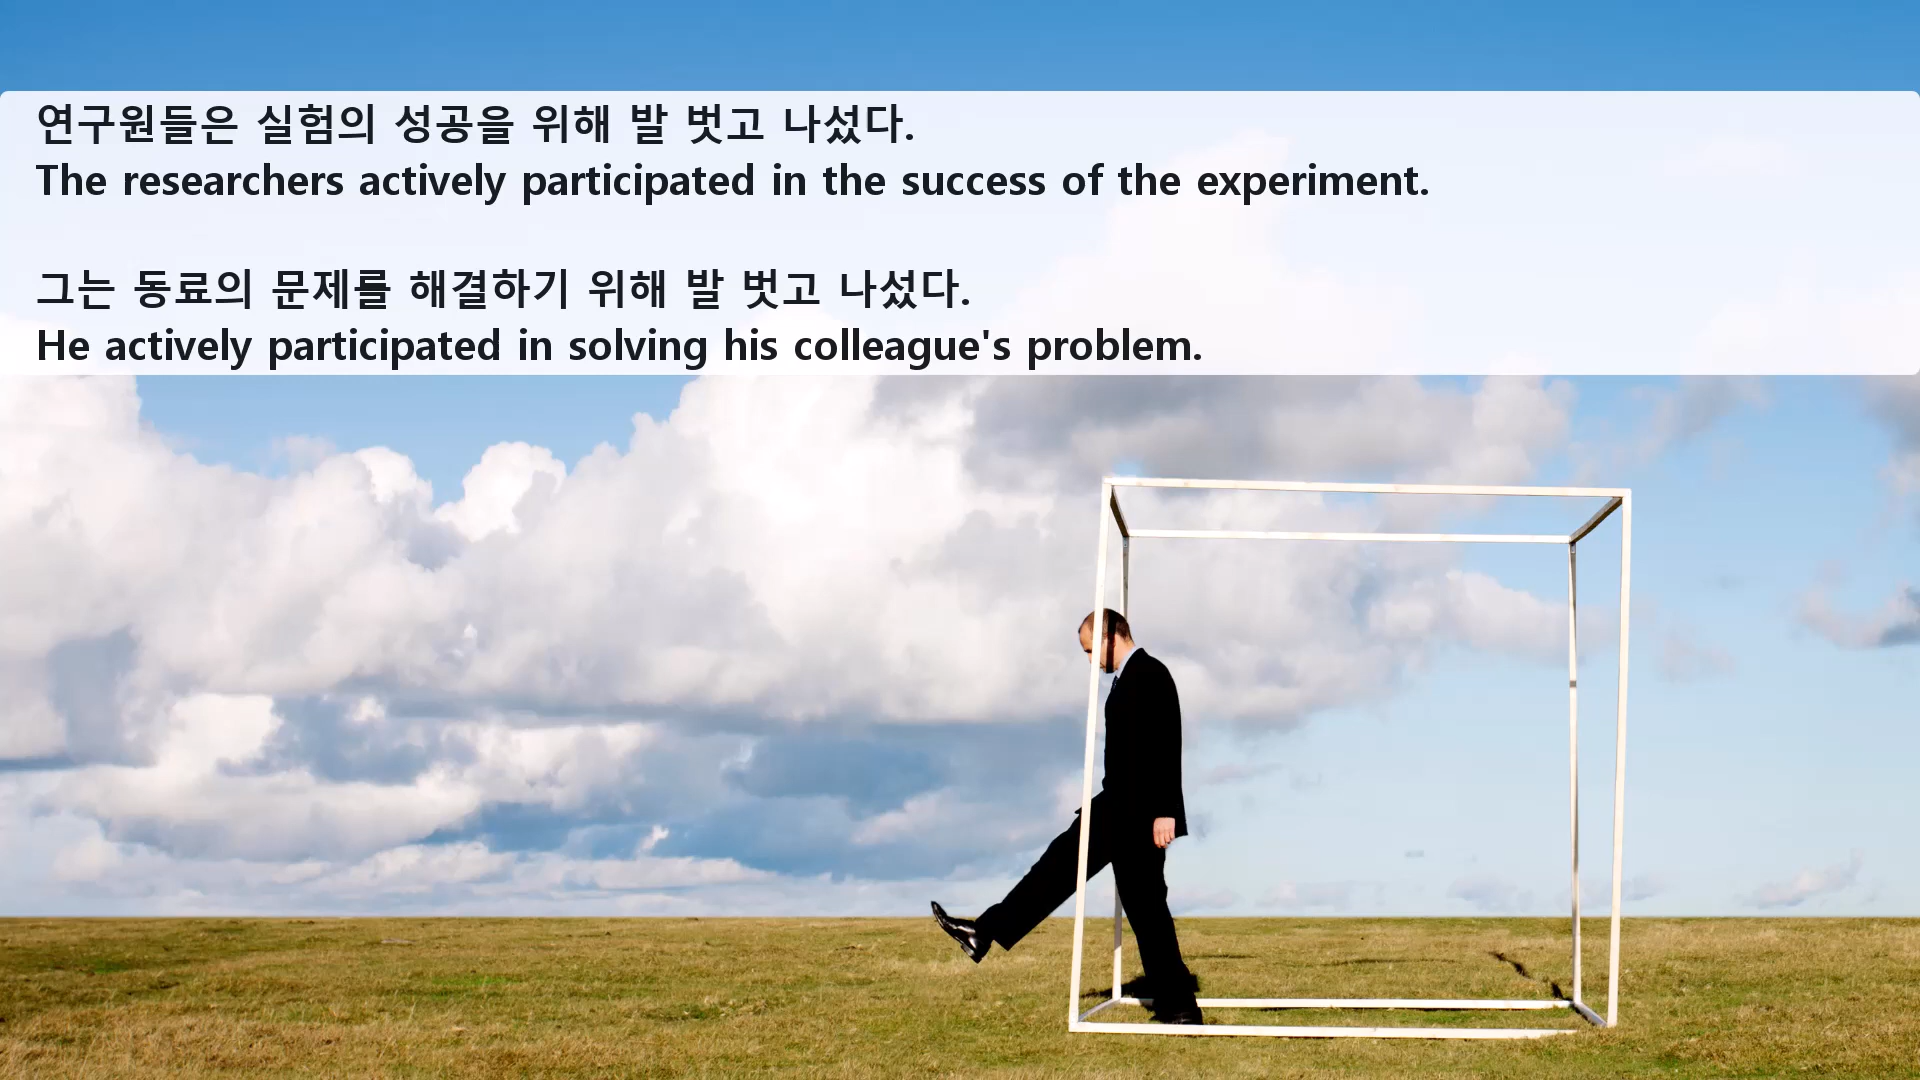 연구원들은 실험의 성공을 위해 발 벗고 나섰다.
The researchers actively participated in the success of the experiment.
그는 동료의 문제를 해결하기 위해 발 벗고 나섰다.
He actively participated in solving his colleague's problem.